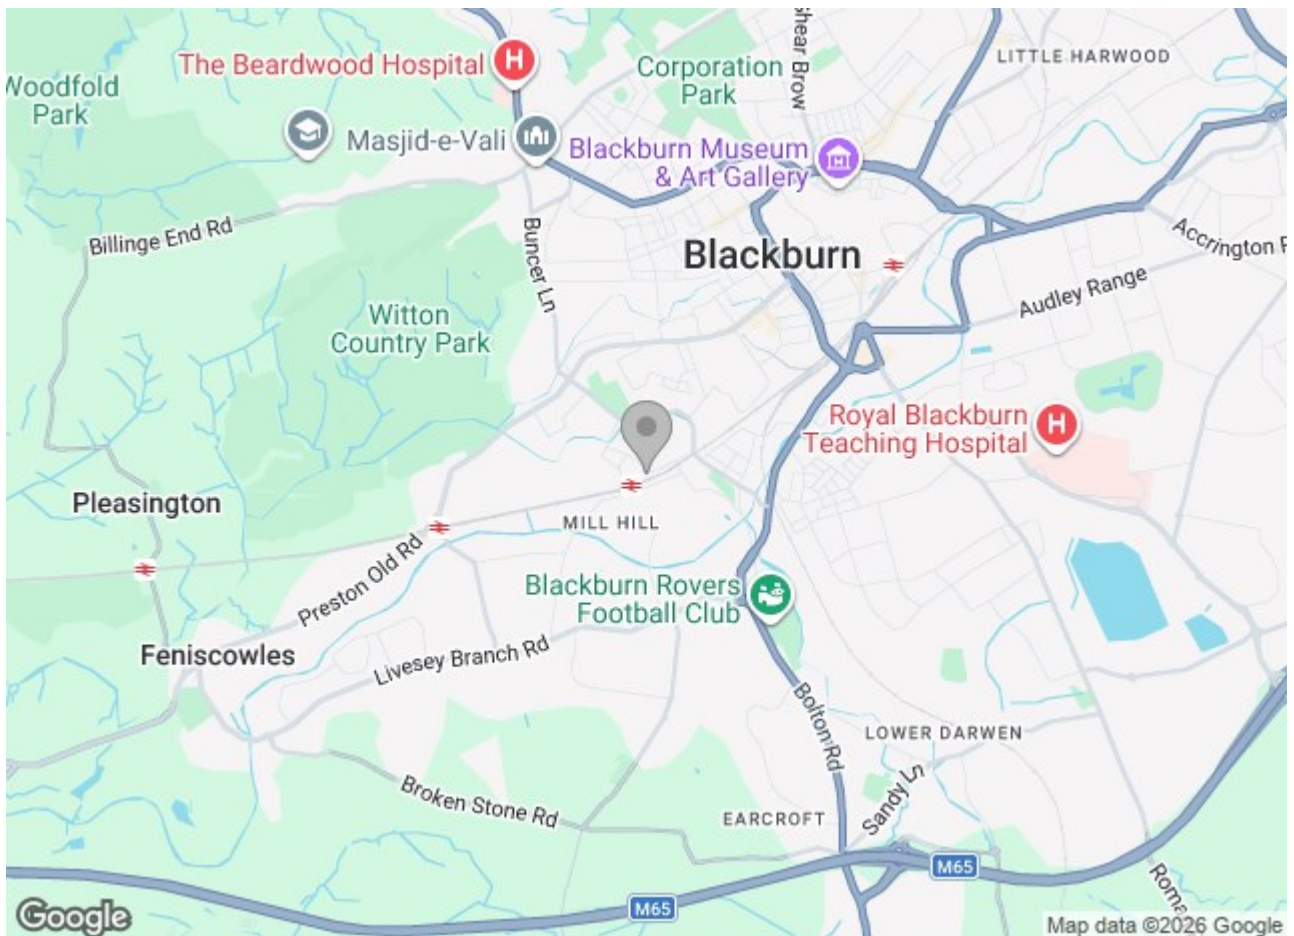 Shear Brow
LITTLE HARWOOD
The Beardwood Hospital
H
Corporation
Park
Woodfold
Park
Masjid-e-Vali
Blackburn Museum
& Art Gallery
Billinge End Rd
Buncer Ln
Blackburn
Accrington R
Audley Range
Witton
Country Park
Royal Blackburn
Teaching Hospital
H
Pleasington
MILL HILL
Preston Old Rd
Blackburn Rovers
Football Club
Feniscowles
Livesey Branch Rd
Bolton Rd
LOWER DARWEN
Sandy Ln
Broken Stone Rd
EARCROFT
M65
Roma
M65
Google
Map data ©2026 Google